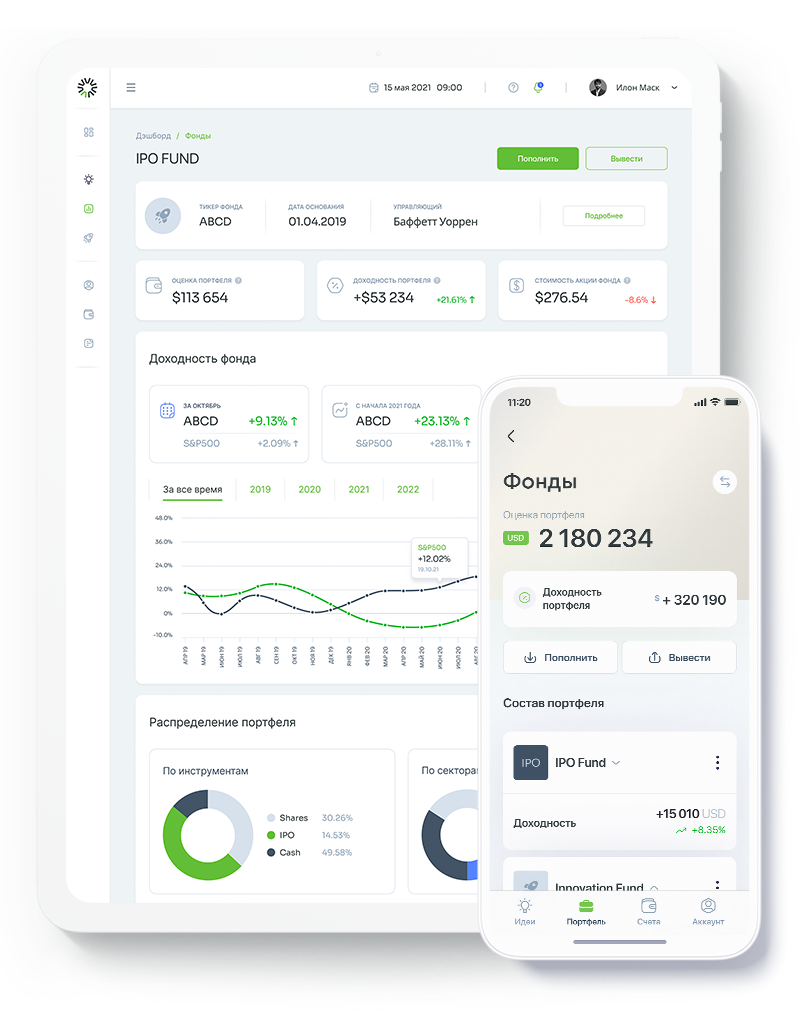 15 мая 2021 09:00
Илон Маск
Дэшборд / Фонды
IPO FUND
Пополнить
Вывести
ТИКЕР ФОНДА
ABCD
ДАТА ОСНОВАНИЯ
01.04.2019
УПРАВЛЯЮЩИЙ
Баффетт Уоррен
Подробнее
ОЦЕНКА ПОРТФЕЛЯ
$113 654
ДОХОДНОСТЬ ПОРТФЕЛЯ
+$53 234
+21.61% ↑
СТОИМОСТЬ АКЦИИ ФОНДА
$276.54
-8.6% ↓
Доходность фонда
ЗА ОКТЯБРЬ
ABCD +9.13% ↑
S&P500 +2.09% ↑
С НАЧАЛА 2021 ГОДА
ABCD +23.13% ↑
S&P500 +28.11% ↑
За все время 2019 2020 2021 2022
48.0%
36.0%
24.0%
12.0%
0%
-10.0%
S&P500
+12.02%
19.10.21
АПР 19 МАР 19 ИЮН 19 ИЮЛ 19 АВГ 19 СЕН 19 ОКТ 19 НОЯ 19 ДЕК 19 ЯНВ 20 ФЕВ 20 МАР 20 АПР 20 МАЙ 20 ИЮН 20 ИЮЛ 20
Распределение портфеля
По инструментам
Shares 30.26%
IPO 14.53%
Cash 49.58%
По сектора
11:20
Фонды
Оценка портфеля
USD 2 180 234
Доходность
портфеля
$ + 320 190
Пополнить
Вывести
Состав портфеля
IPO
IPO Fund
Доходность
+15 010 USD
+8.35%
Innovation Fund
Идеи
Портфель
Счета
Аккаунт